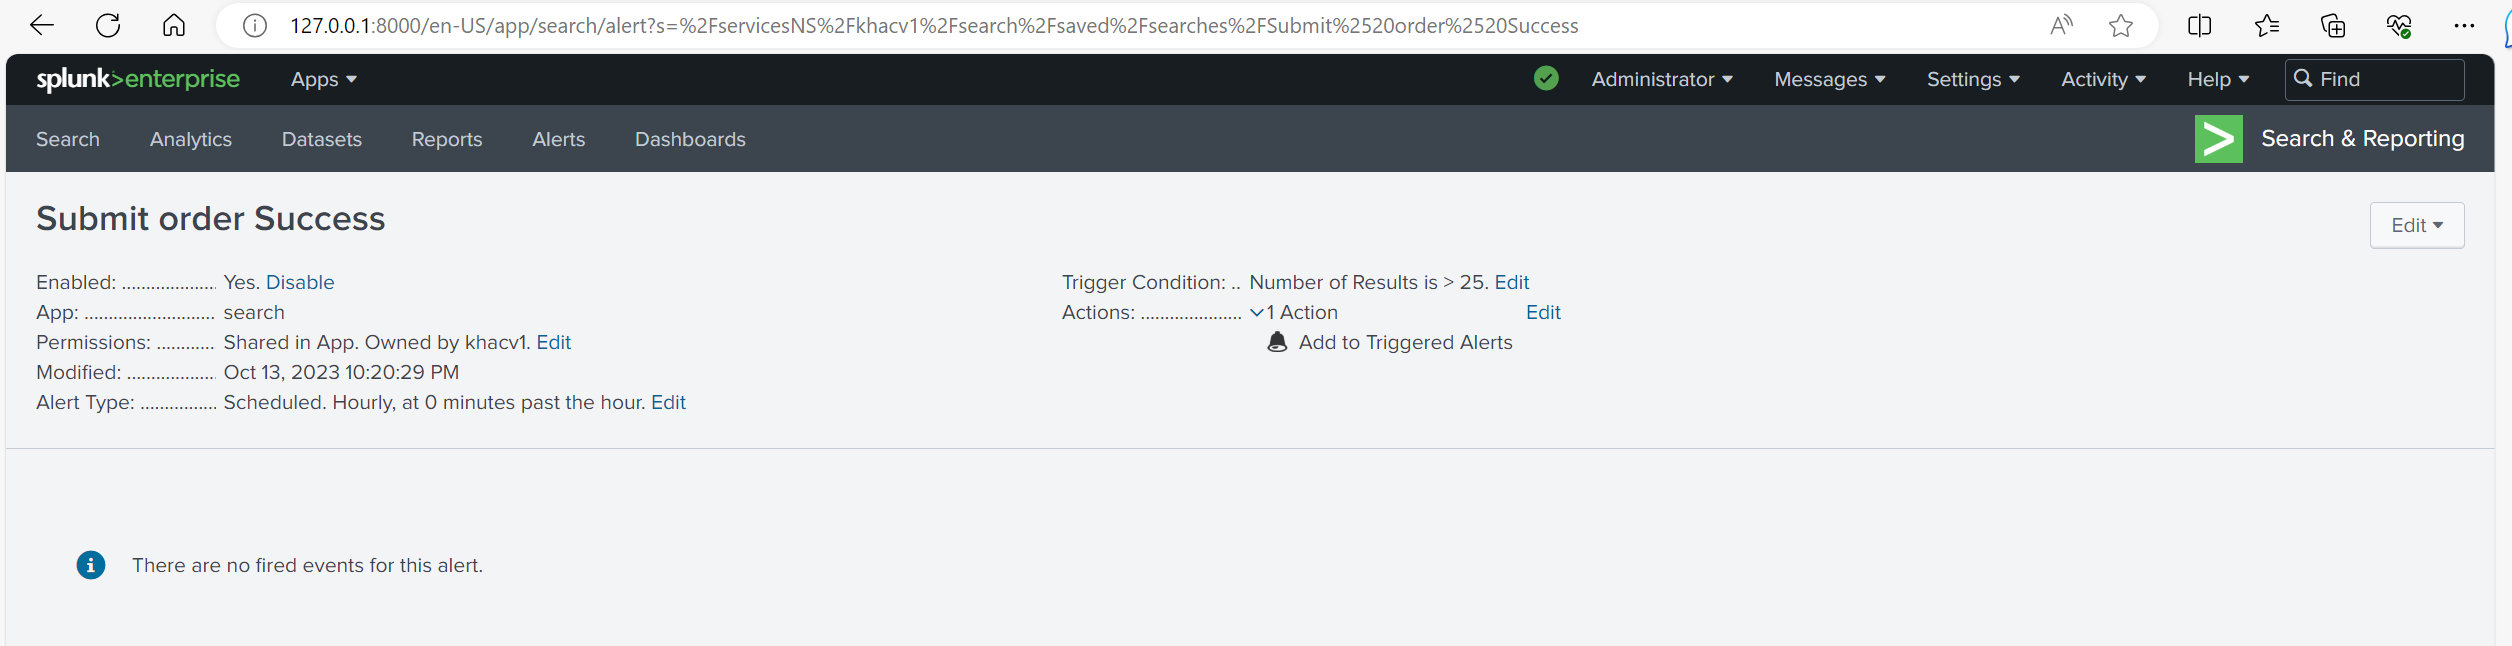 127.0.0.1:8000/en-US/app/search/alert?s=%2FservicesNS%2Fkhacv1%2Fsearch%2Fsaved%2Fsearches%2FSubmit%2520order%2520Success
splunk>enterprise Apps Administrator Messages Settings Activity Help Find
Search Analytics Datasets Reports Alerts Dashboards Search & Reporting
Submit order Success
Edit
Enabled: ................... Yes. Disable
App: ........................... search
Permissions: ............ Shared in App. Owned by khacv1. Edit
Modified: ................... Oct 13, 2023 10:20:29 PM
Alert Type: ................ Scheduled. Hourly, at 0 minutes past the hour. Edit
Trigger Condition: .. Number of Results is > 25. Edit
Actions: ..................... 1 Action Edit
Add to Triggered Alerts
There are no fired events for this alert.